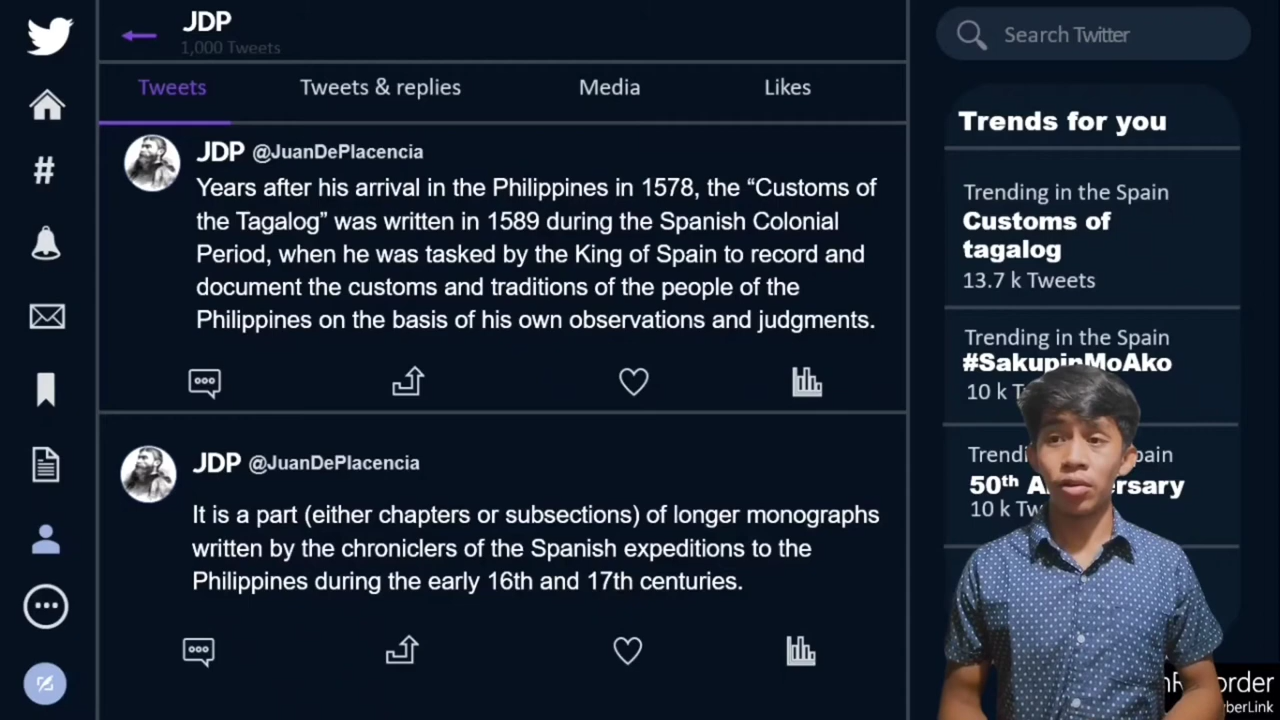 JDP
1,000 Tweets
Search Twitter
Tweets
Tweets & replies
Media
Likes
Trends for you
JDP @JuanDePlacencia
Years after his arrival in the Philippines in 1578, the “Customs of
the Tagalog” was written in 1589 during the Spanish Colonial
Period, when he was tasked by the King of Spain to record and
document the customs and traditions of the people of the
Philippines on the basis of his own observations and judgments.
Trending in the Spain
Customs of
tagalog
13.7 k Tweets
Trending in the Spain
#SakupinMoAko
10 k
JDP @JuanDePlacencia
It is a part (either chapters or subsections) of longer monographs
written by the chroniclers of the Spanish expeditions to the
Philippines during the early 16th and 17th centuries.
50th
10 k